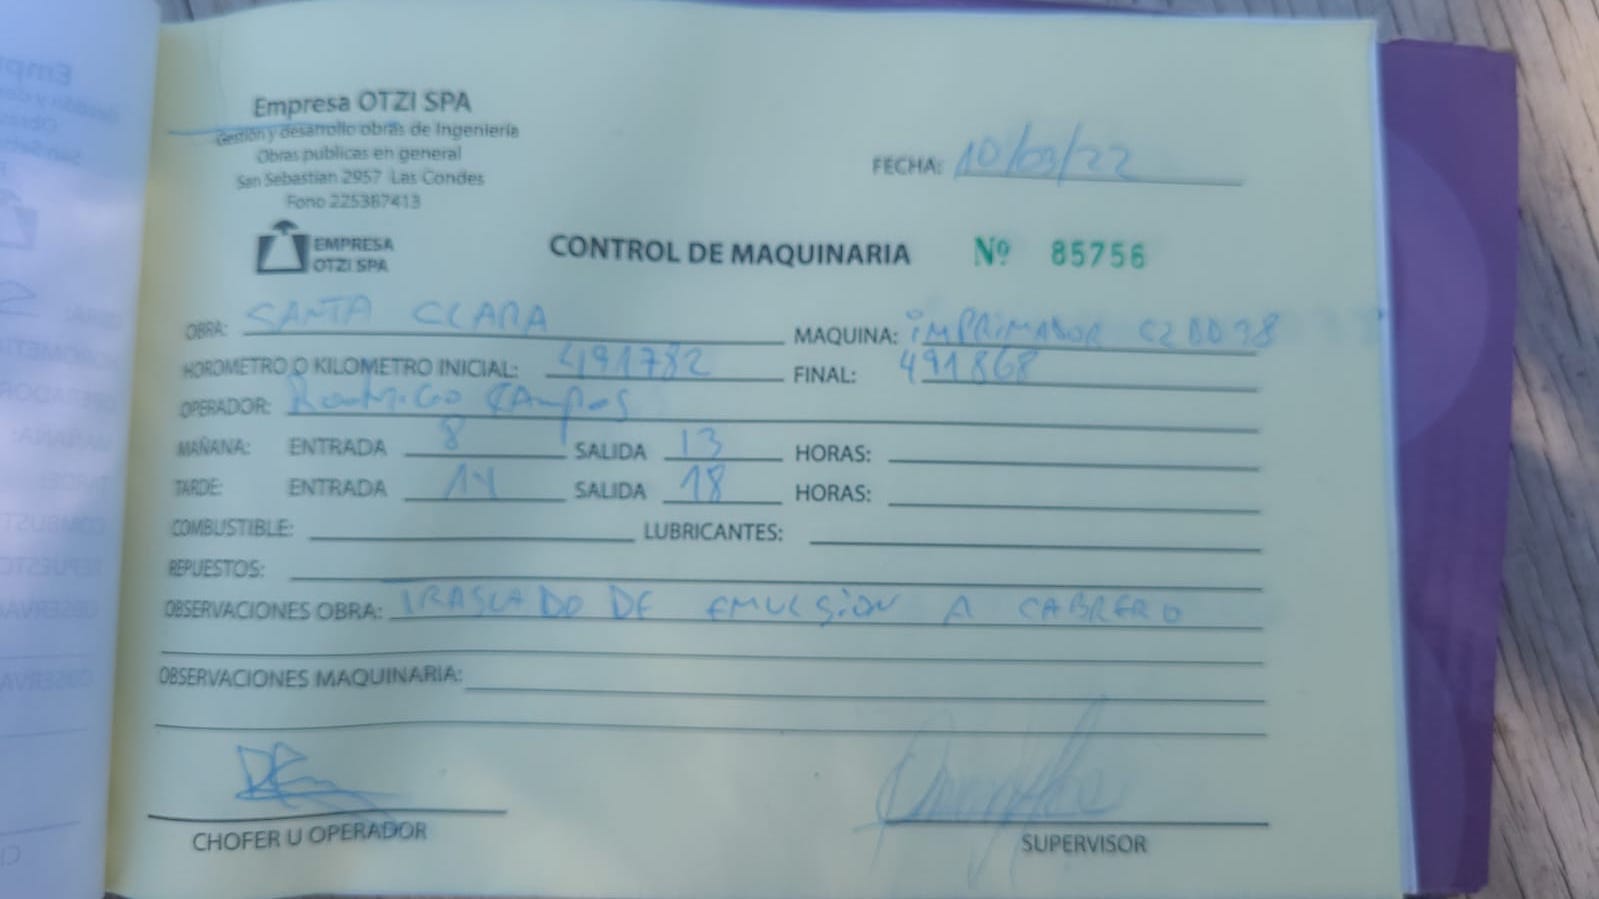 Empresa OTZI SPA
Gestión y desarrollo obras de Ingeniería
Obras publicas en general
San Sebastian 2957 Las Condes
Fono 225387413
FECHA: 10/03/22
EMPRESA
OTZI SPA
CONTROL DE MAQUINARIA Nº 85756
OBRA: SANTA CLARA MAQUINA: iMPRiMADOR
HOROMETRO O KILOMETRO INICIAL: 491782 FINAL: 491868
OPERADOR: Rodrigo CAmpos
MAÑANA: ENTRADA 8 SALIDA 13 HORAS:
TARDE: ENTRADA 14 SALIDA 18 HORAS:
COMBUSTIBLE: LUBRICANTES:
REPUESTOS:
OBSERVACIONES OBRA: TRASLADO DE EMULSiON A CABRERO
OBSERVACIONES MAQUINARIA:
CHOFER U OPERADOR
SUPERVISOR